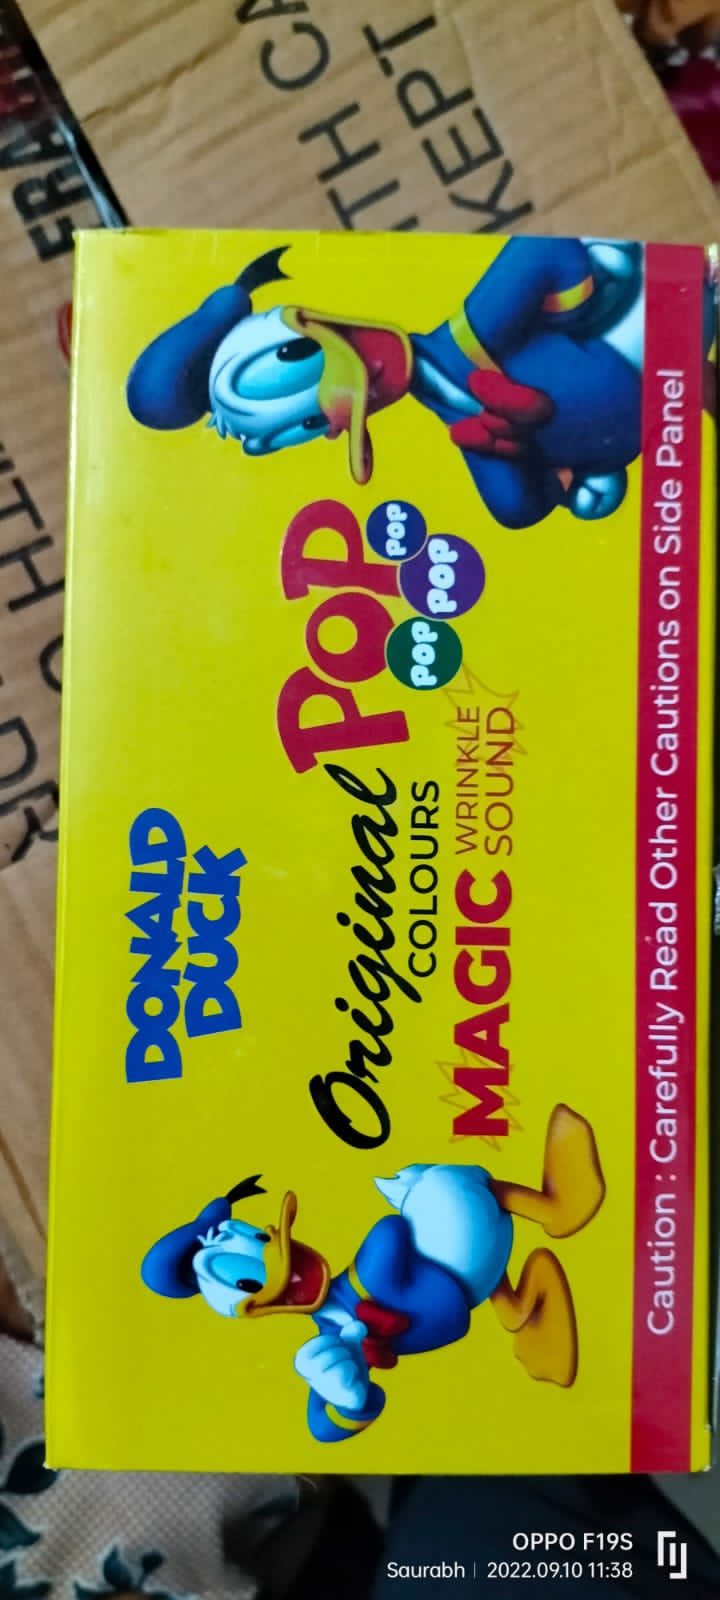 DONALD
DUCK
Original POP
POP
POP
POP
COLOURS
MAGIC WRINKLE
SOUND
Caution : Carefully Read Other Cautions on Side Panel
KEPT
OPPO F19S
Saurabh | 2022.09.10 11:38